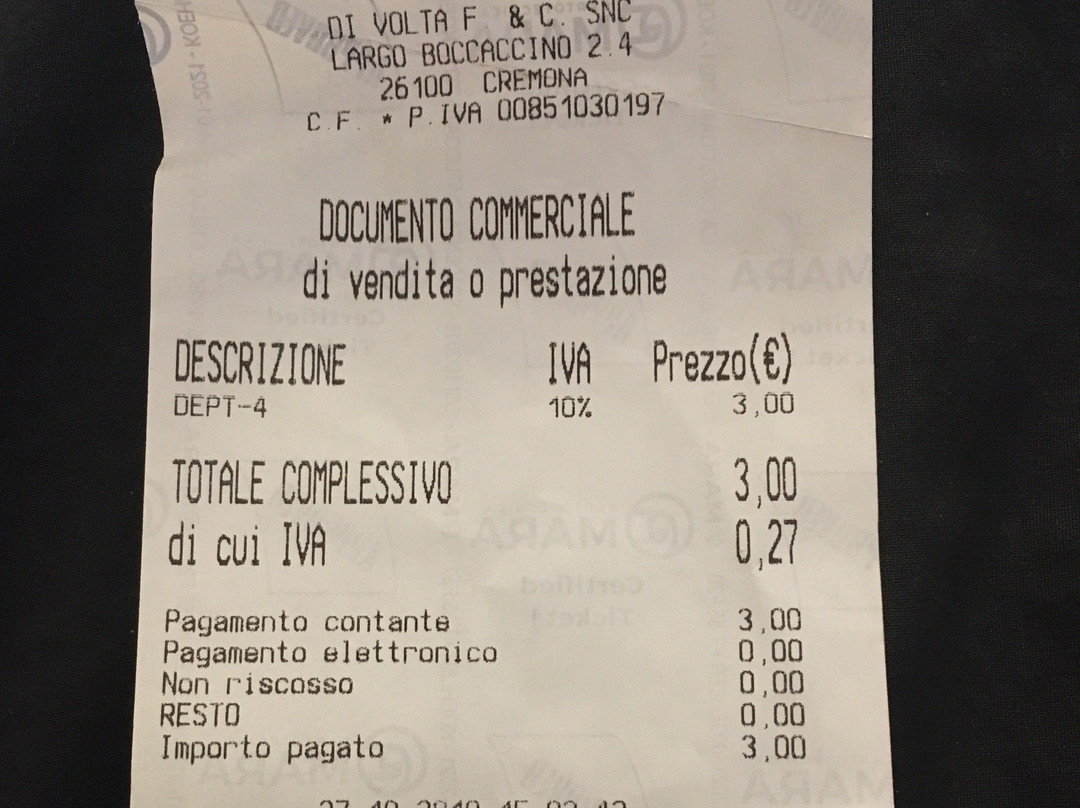 DI VOLTA F & C. SNC
LARGO BOCCACCINO 2.4
26100 CREMONA
C.F. * P.IVA 00851030197
DOCUMENTO COMMERCIALE
di vendita o prestazione
DESCRIZIONE IVA Prezzo(€)
DEPT-4 10% 3,00
TOTALE COMPLESSIVO 3,00
di cui IVA 0,27
Pagamento contante 3,00
Pagamento elettronico 0,00
Non riscosso 0,00
RESTO 0,00
Importo pagato 3,00